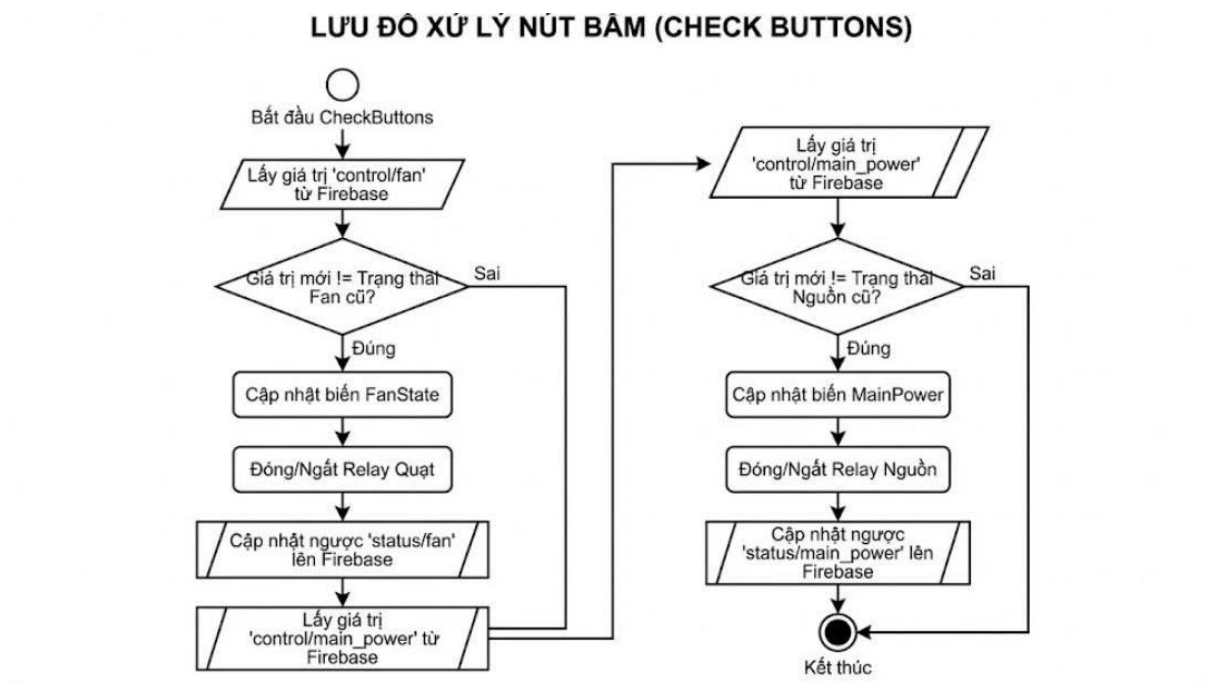 LƯU ĐỒ XỬ LÝ NÚT BẤM (CHECK BUTTONS)
Bắt đầu CheckButtons
Lấy giá trị 'control/fan'
từ Firebase
Giá trị mới != Trạng thái
Fan cũ?
Sai
Đúng
Cập nhật biến FanState
Đóng/Ngắt Relay Quạt
Cập nhật ngược 'status/fan'
lên Firebase
Lấy giá trị
'control/main_power' từ
Firebase
Lấy giá trị
'control/main_power'
từ Firebase
Giá trị mới != Trạng thái
Nguồn cũ?
Sai
Đúng
Cập nhật biến MainPower
Đóng/Ngắt Relay Nguồn
Cập nhật ngược
'status/main_power' lên
Firebase
Kết thúc